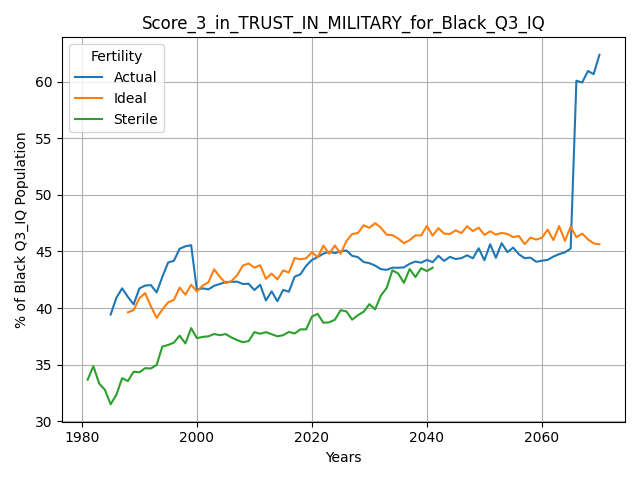 Score_3_in_TRUST_IN_MILITARY_for_Black_Q3_IQ
Fertility
Actual
Ideal
Sterile
% of Black Q3_IQ Population
60
55
50
45
40
35
30
1980
2000
2020
2040
2060
Years